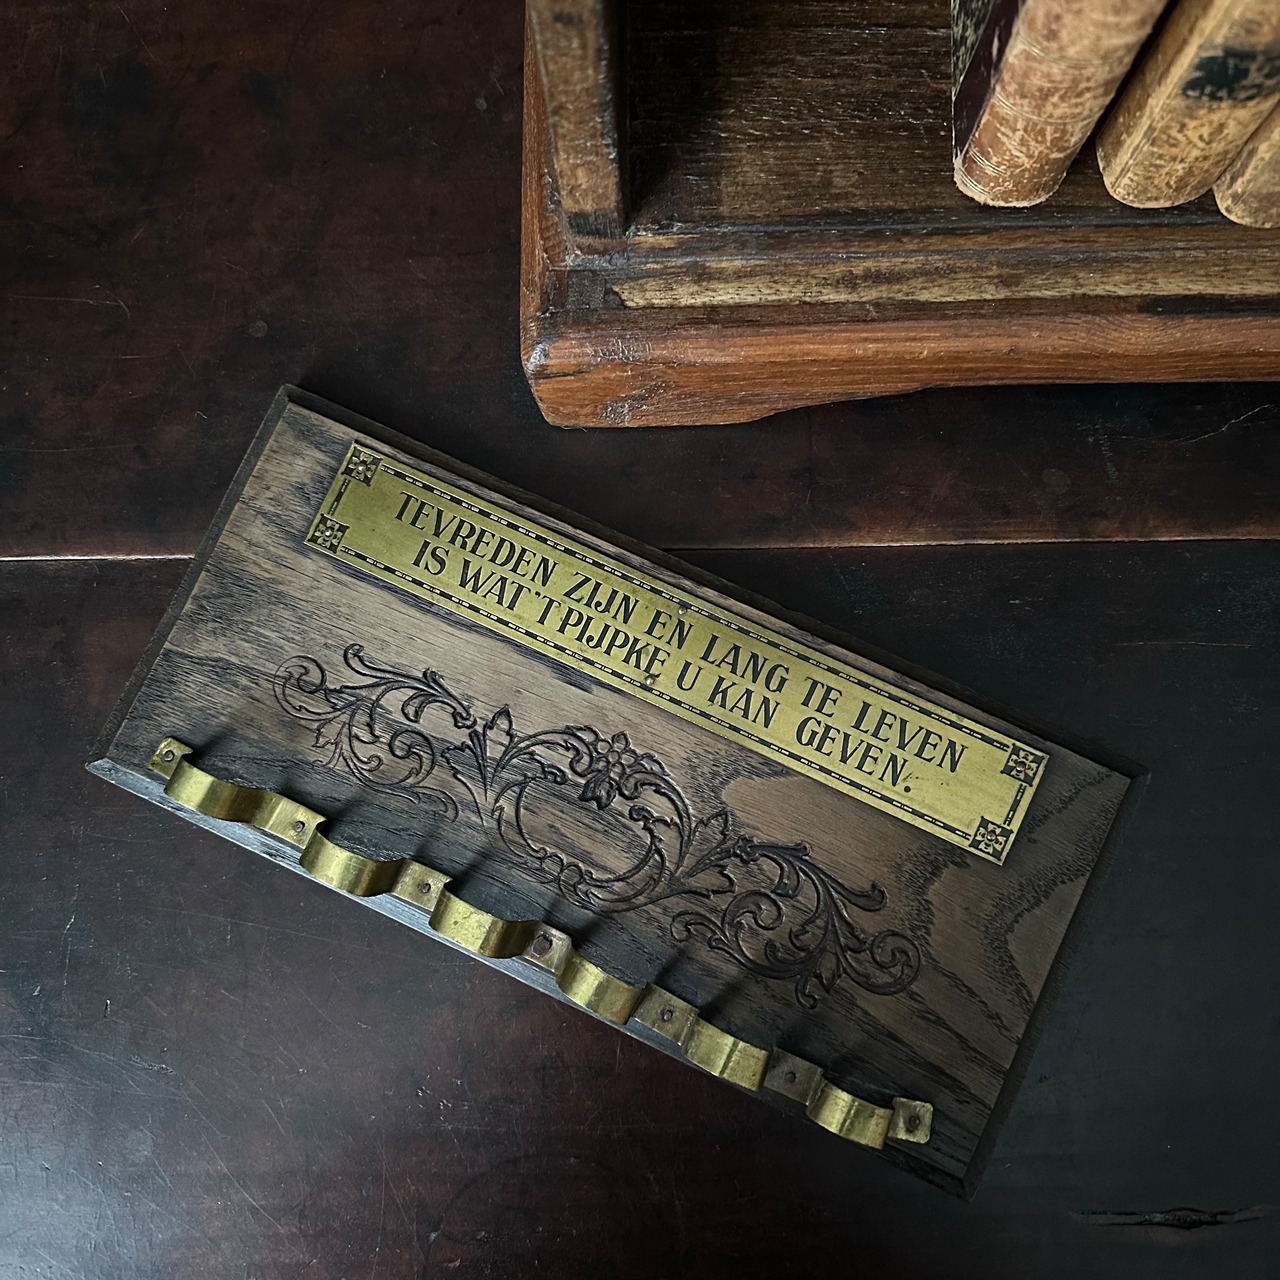 TEVREDEN ZIJN EN LANG TE LEVEN
IS WAT 'T PIJPKE U KAN GEVEN.